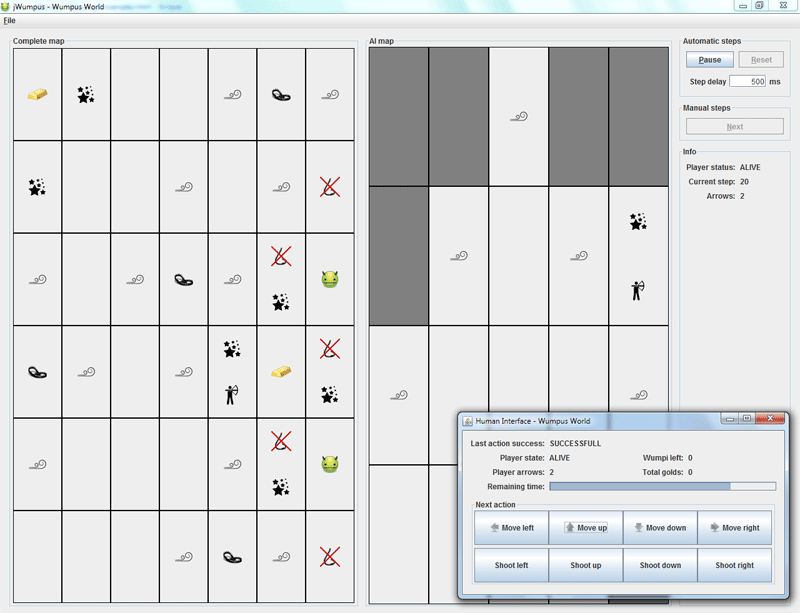 jWumpus - Wumpus World
File
Complete map
AI map
Automatic steps
Pause
Reset
Step delay 500 ms
Manual steps
Next
Info
Player status: ALIVE
Current step: 20
Arrows: 2
Human Interface - Wumpus World
Last action success: SUCCESSFULL
Player state: ALIVE
Wumpi left: 0
Player arrows: 2
Total golds: 0
Remaining time:
Next action
Move left
Move up
Move down
Move right
Shoot left
Shoot up
Shoot down
Shoot right